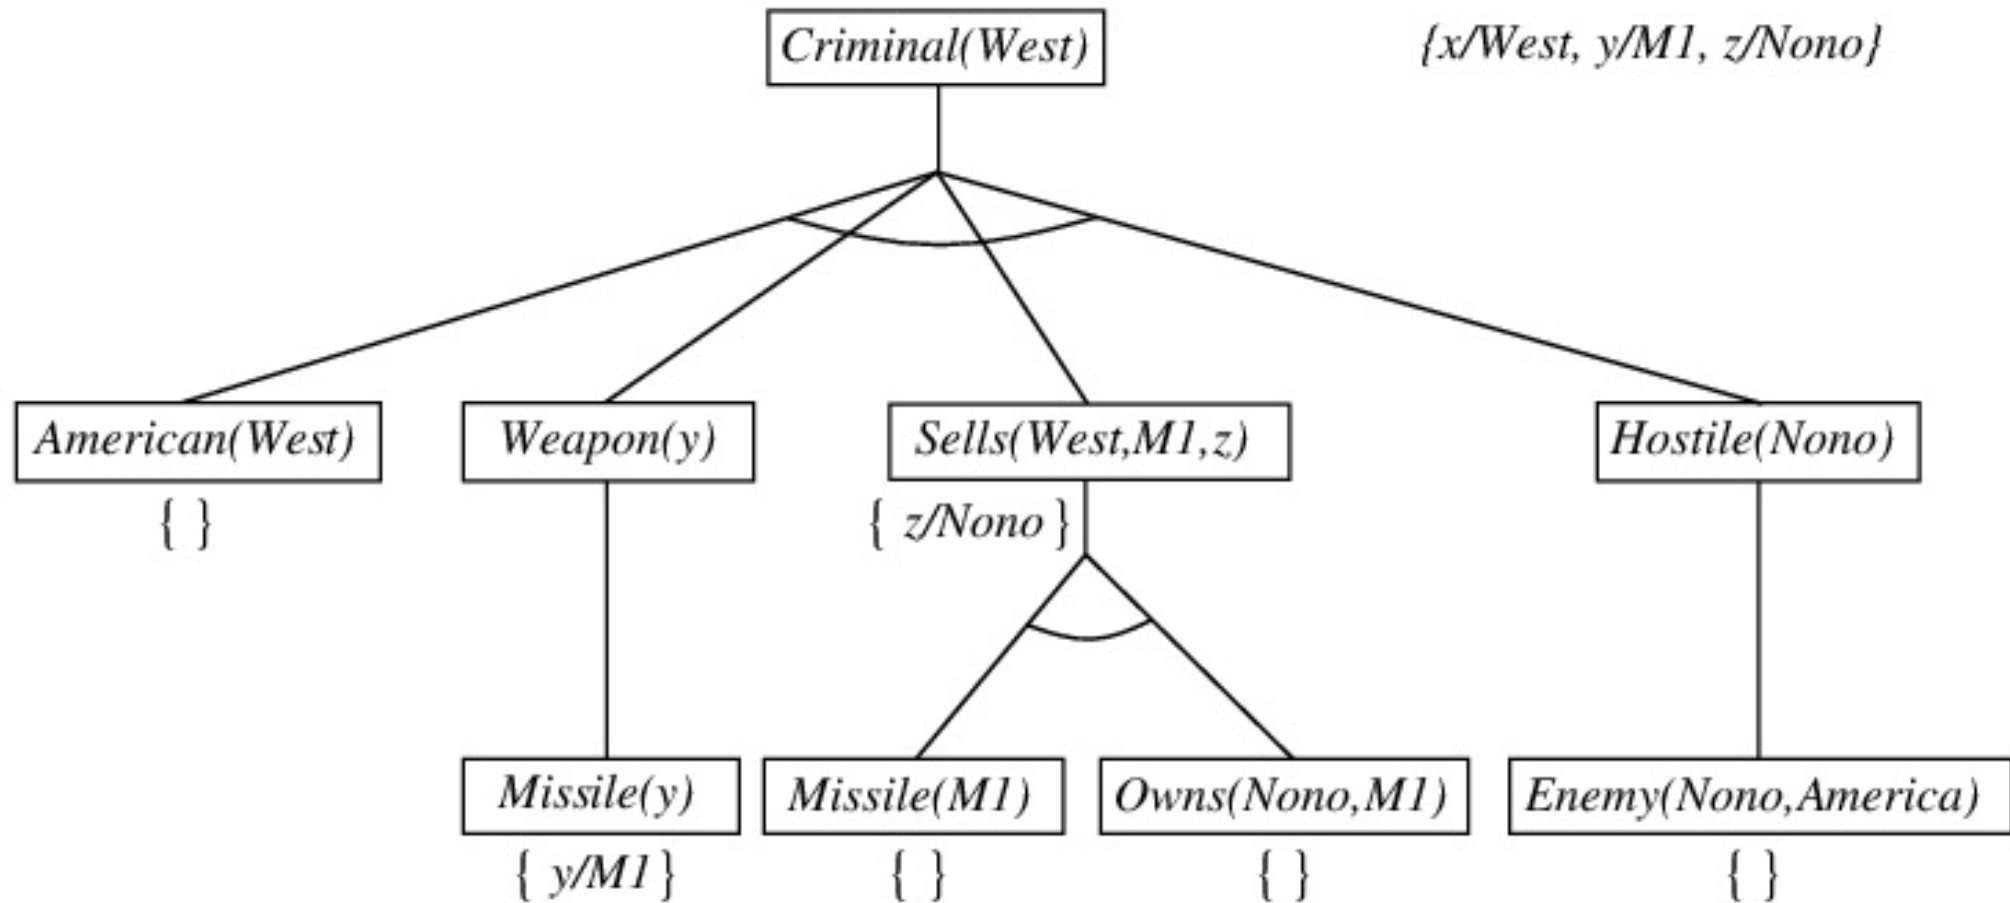 Criminal(West)
{x/West, y/M1, z/Nono}
American(West)
Weapon(y)
Sells(West,M1,z)
Hostile(Nono)
{ }
{ z/Nono }
Missile(y)
Missile(M1)
Owns(Nono,M1)
Enemy(Nono,America)
{ y/M1 }
{ }
{ }
{ }